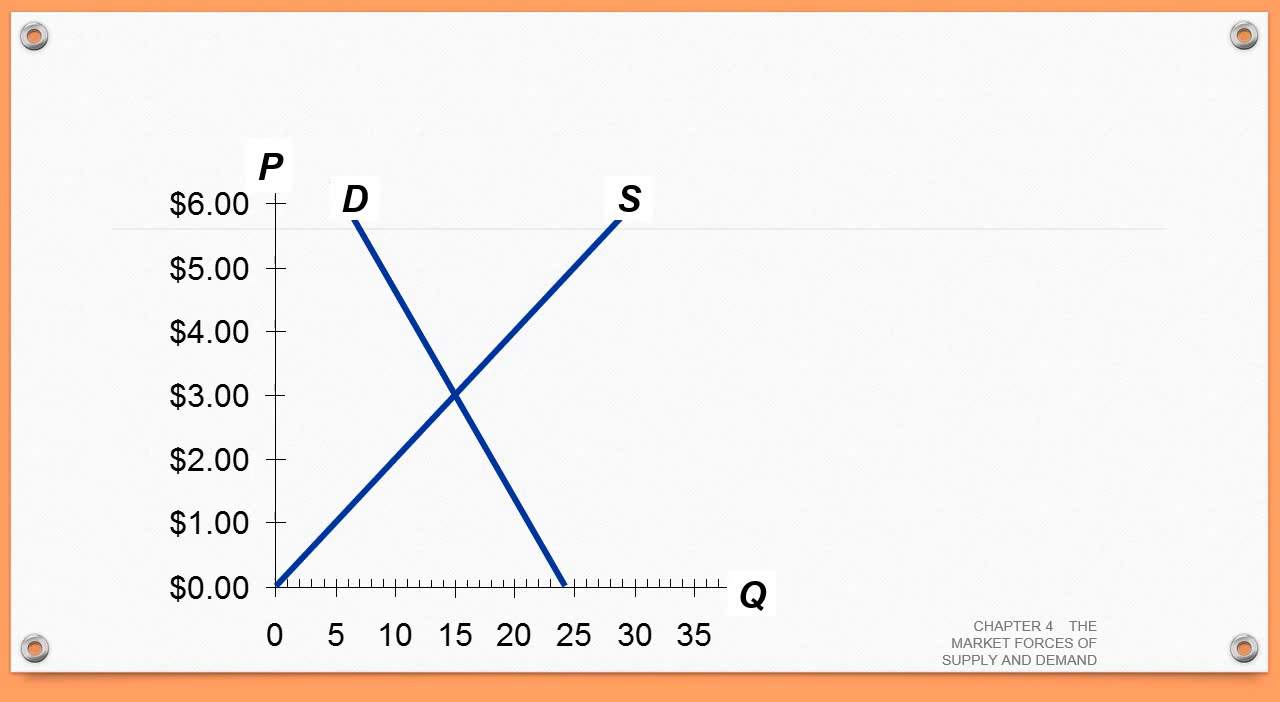 P
D
S
$6.00
$5.00
$4.00
$3.00
$2.00
$1.00
$0.00
Q
0 5 10 15 20 25 30 35
CHAPTER 4 THE
MARKET FORCES OF
SUPPLY AND DEMAND